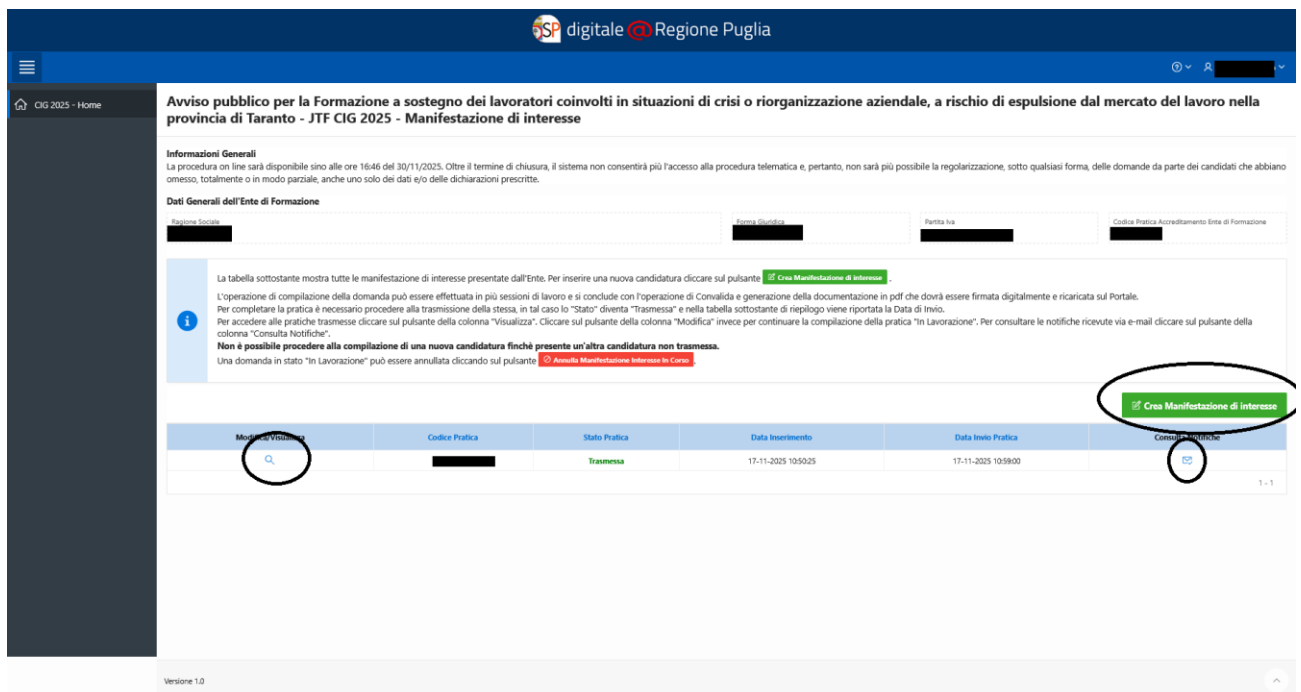 SP digitale@Regione Puglia
CIG 2025 - Home
Avviso pubblico per la Formazione a sostegno dei lavoratori coinvolti in situazioni di crisi o riorganizzazione aziendale, a rischio di espulsione dal mercato del lavoro nella
provincia di Taranto - JTF CIG 2025 - Manifestazione di interesse
Informazioni Generali
La procedura on line sarà disponibile sino alle ore 16:46 del 30/11/2025. Oltre il termine di chiusura, il sistema non consentirà più l'accesso alla procedura telematica e, pertanto, non sarà più possibile la regolarizzazione, sotto qualsiasi forma, delle domande da parte dei candidati che abbiano
omesso, totalmente o in modo parziale, anche uno solo dei dati e/o delle dichiarazioni prescritte.
Dati Generali dell'Ente di Formazione
Ragione Sociale Forma Giuridica Partita Iva Codice Pratica Accreditamento Ente di Formazione
La tabella sottostante mostra tutte le manifestazione di interesse presentate dall'Ente. Per inserire una nuova candidatura cliccare sul pulsante Crea Manifestazione di interesse .
L'operazione di compilazione della domanda può essere effettuata in più sessioni di lavoro e si conclude con l'operazione di Convalida e generazione della documentazione in pdf che dovrà essere firmata digitalmente e ricaricata sul Portale.
Per completare la pratica è necessario procedere alla trasmissione della stessa, in tal caso lo "Stato" diventa "Trasmessa" e nella tabella sottostante di riepilogo viene riportata la Data di Invio.
Per accedere alle pratiche trasmesse cliccare sul pulsante della colonna "Visualizza". Cliccare sul pulsante della colonna "Modifica" invece per continuare la compilazione della pratica "In Lavorazione". Per consultare le notifiche ricevute via e-mail cliccare sul pulsante della
colonna "Consulta Notifiche".
Non è possibile procedere alla compilazione di una nuova candidatura finchè presente un'altra candidatura non trasmessa.
Una domanda in stato "In Lavorazione" può essere annullata cliccando sul pulsante Annulla Manifestazione Interesse In Corso .
Crea Manifestazione di interesse
Modifica/Visualizza Codice Pratica Stato Pratica Data Inserimento Data Invio Pratica Consulta Notifiche
Trasmessa 17-11-2025 10:50:25 17-11-2025 10:59:00
1 - 1
Versione 1.0